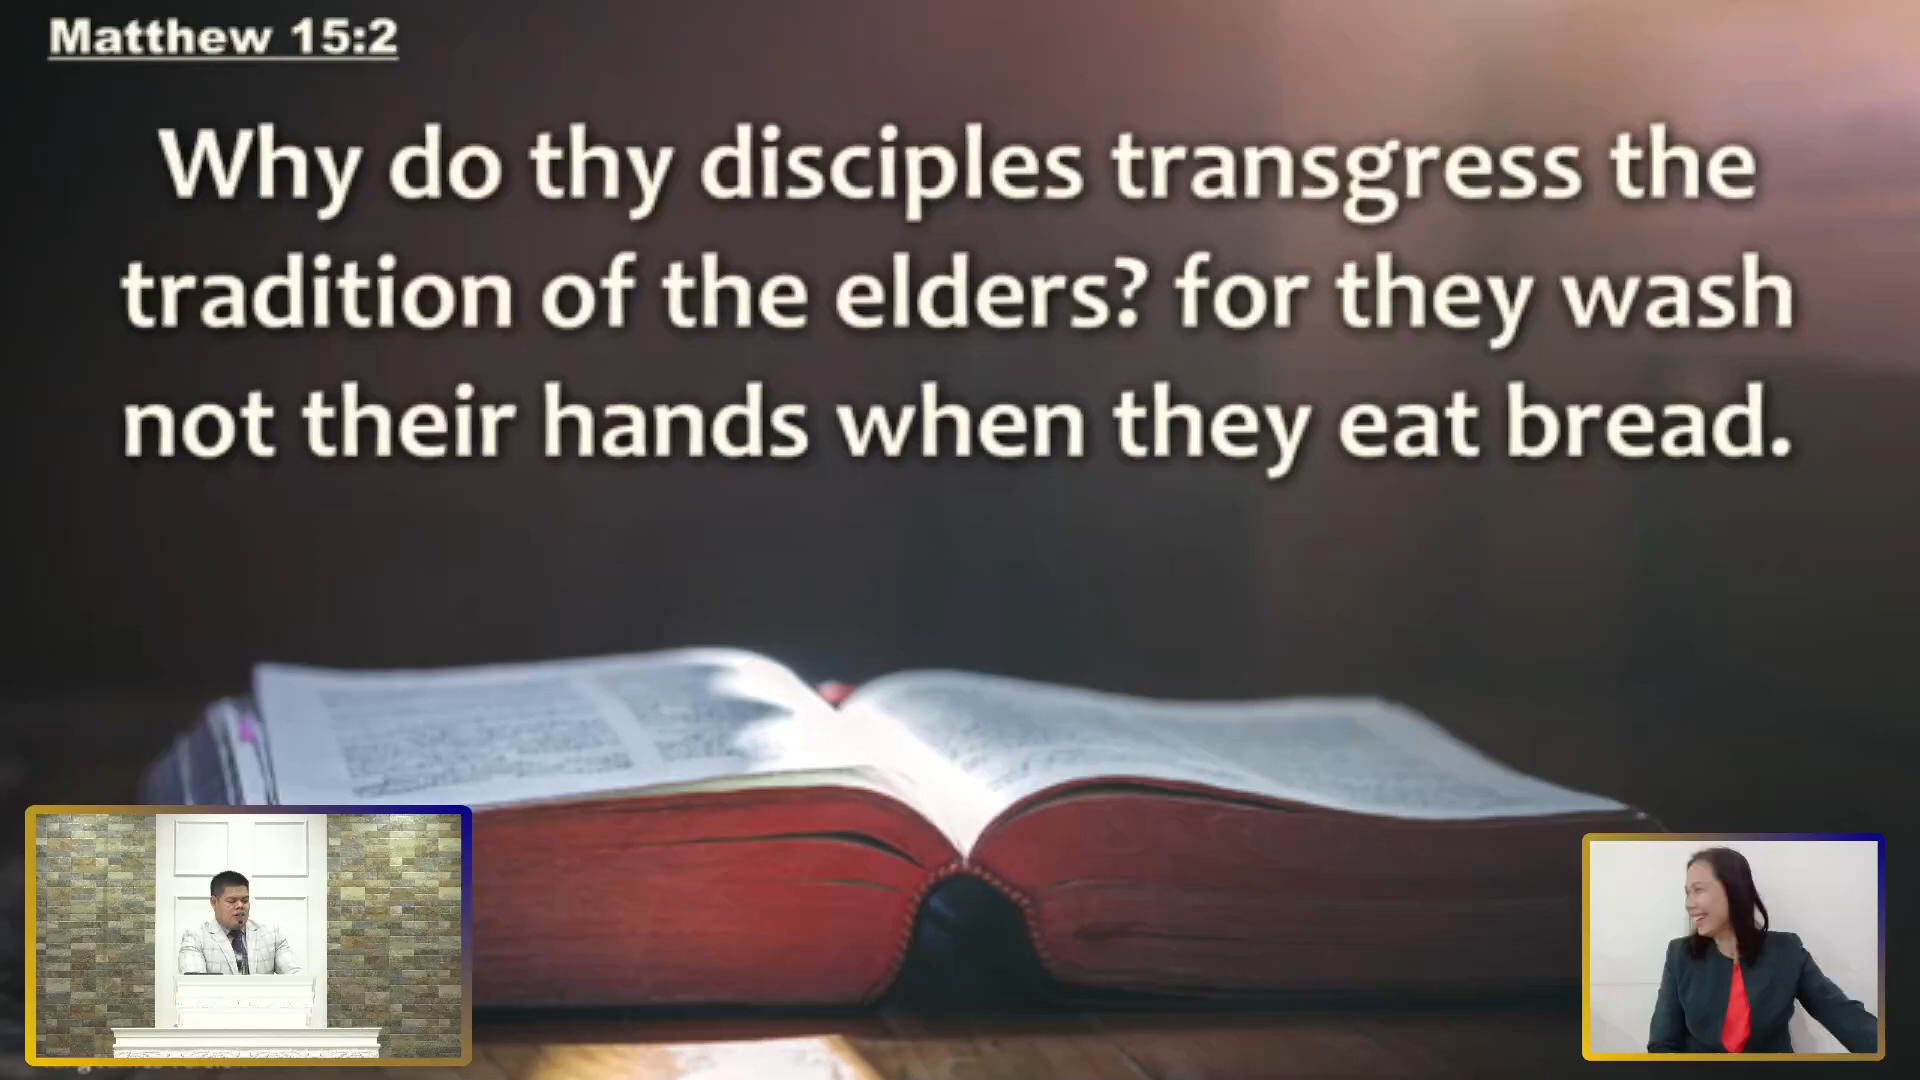 Matthew 15:2
Why do thy disciples transgress the
tradition of the elders? for they wash
not their hands when they eat bread.